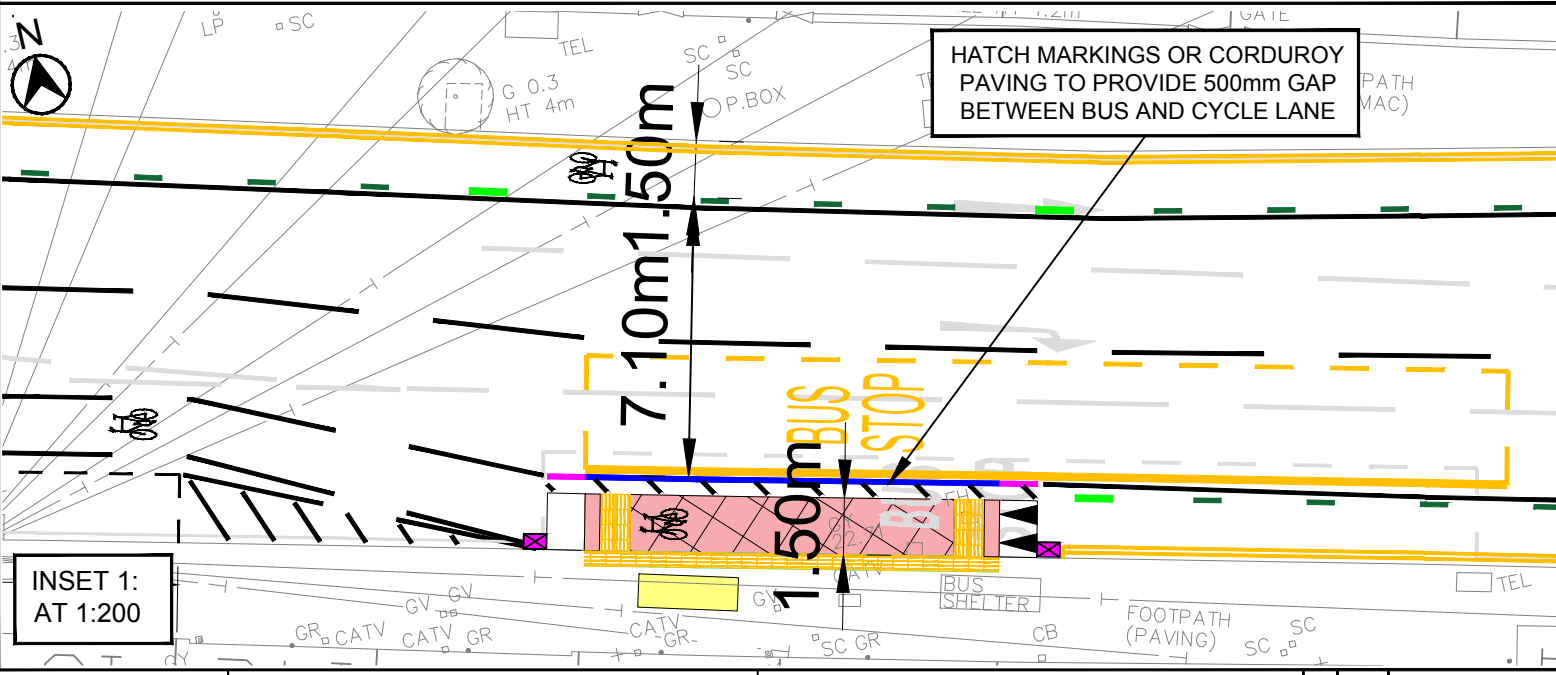 LP
SC
TEL
G 0.3
HT 4m
SC
SC
P.BOX
GATE
N
HATCH MARKINGS OR CORDUROY
PAVING TO PROVIDE 500mm GAP
BETWEEN BUS AND CYCLE LANE
1.50m
7.10m
BUS
STOP
1.50m
INSET 1:
AT 1:200
BUS
SHELTER
TEL
FOOTPATH
(PAVING)
GV
GV
GV
GR
CATV
CATV
GR
CATV
GR
SC
GR
CB
SC
SC